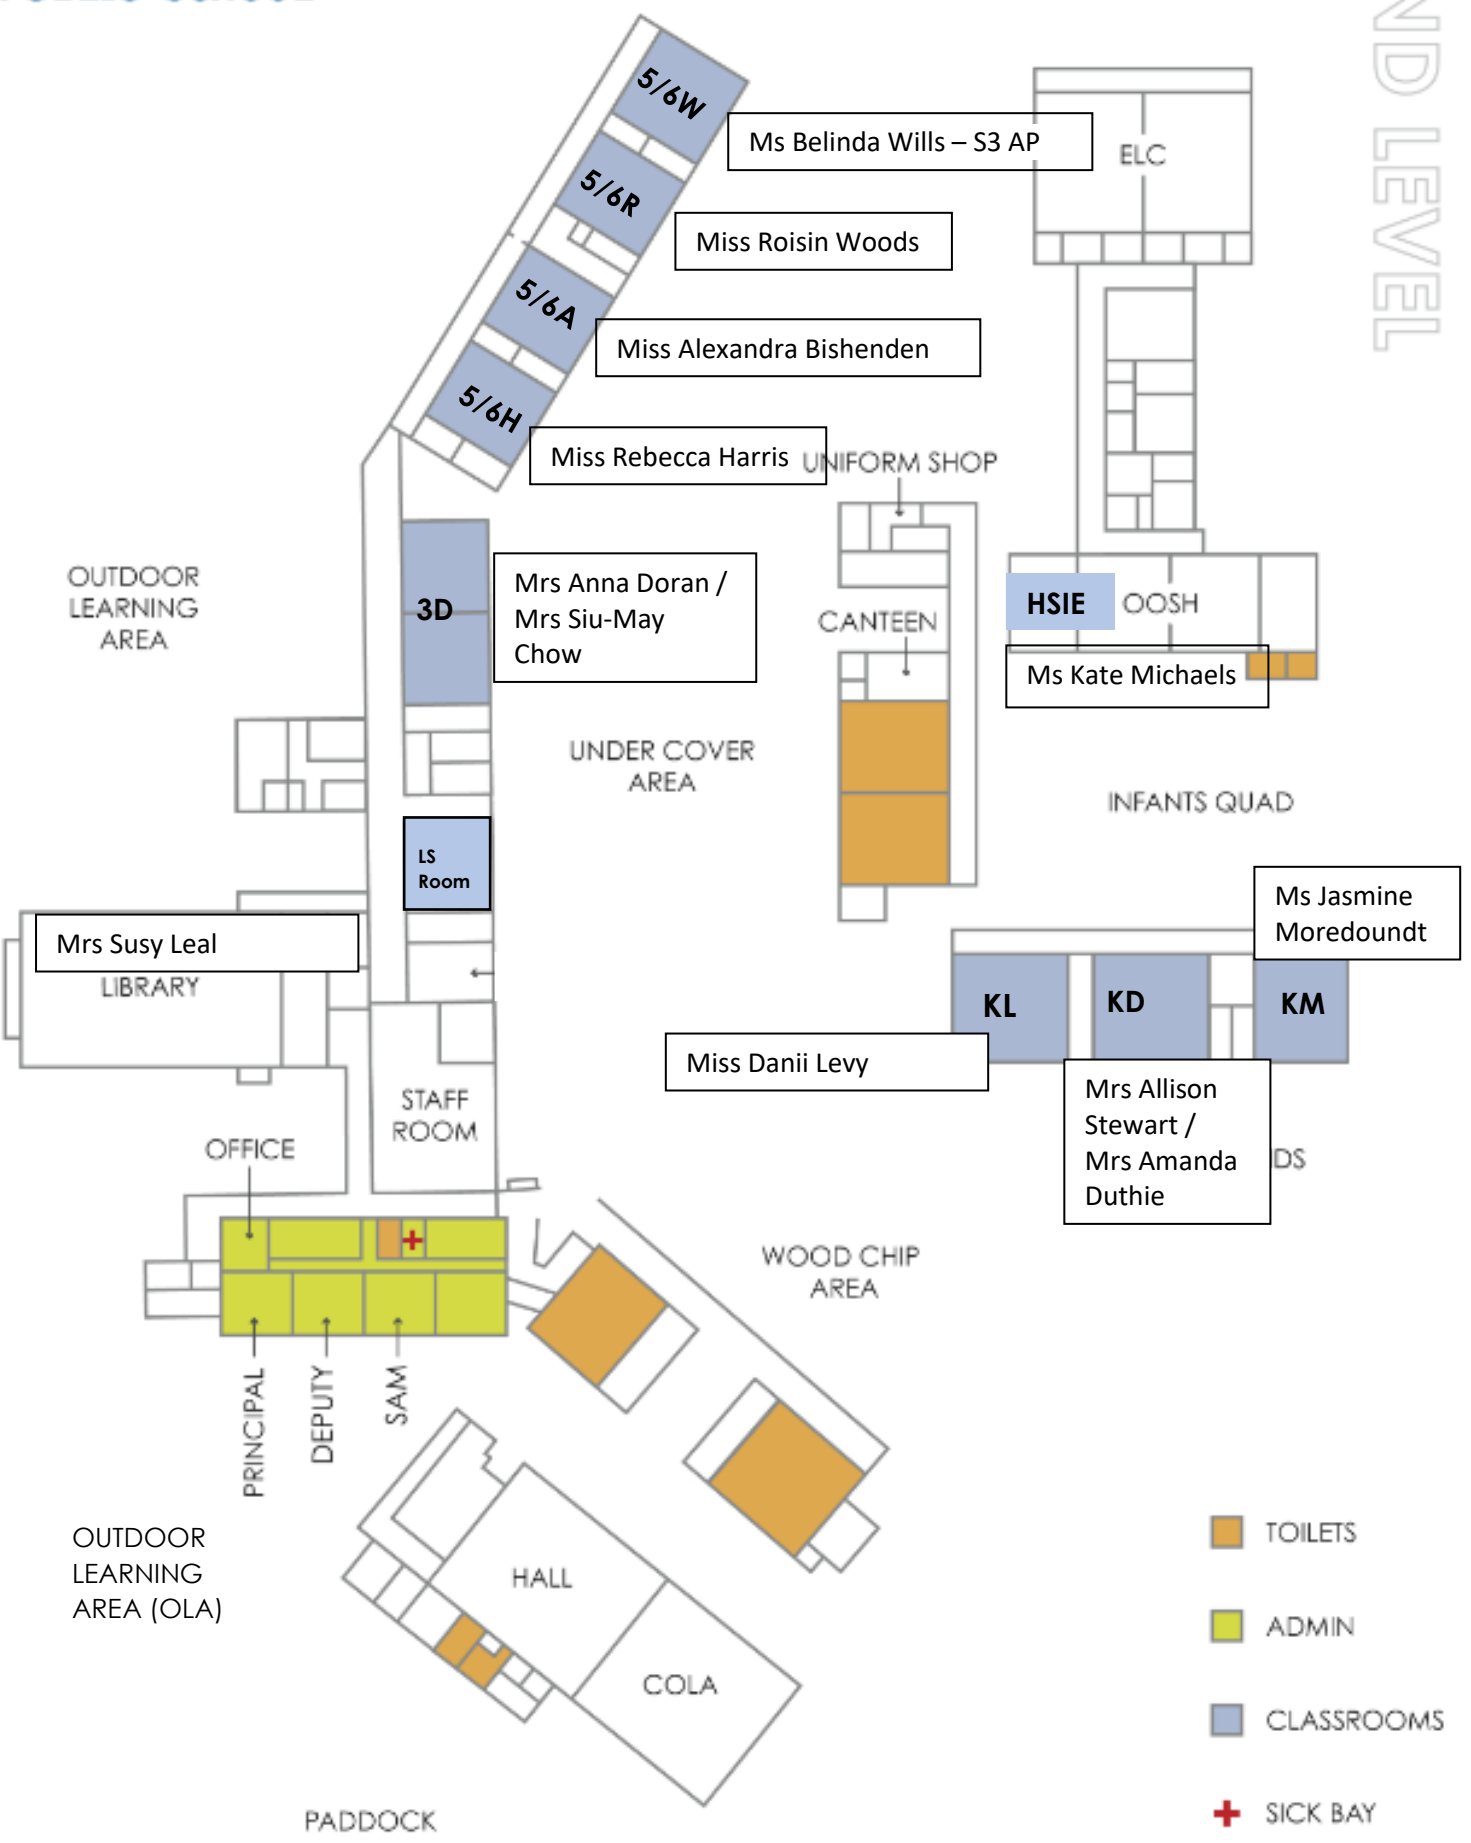 5/6W
Ms Belinda Wills – S3 AP
ELC
5/6R
Miss Roisin Woods
5/6A
Miss Alexandra Bishenden
5/6H
Miss Rebecca Harris
UNIFORM SHOP
OUTDOOR
LEARNING
AREA
3D
Mrs Anna Doran /
Mrs Siu-May
Chow
CANTEEN
HSIE
OOSH
Ms Kate Michaels
UNDER COVER
AREA
INFANTS QUAD
LS
Room
Mrs Susy Leal
LIBRARY
Ms Jasmine
Moredoundt
KL
KD
KM
Miss Danii Levy
Mrs Allison
Stewart /
Mrs Amanda
Duthie
DS
STAFF
ROOM
OFFICE
WOOD CHIP
AREA
PRINCIPAL
DEPUTY
SAM
OUTDOOR
LEARNING
AREA (OLA)
HALL
COLA
PADDOCK
TOILETS
ADMIN
CLASSROOMS
SICK BAY
ND LEVEL